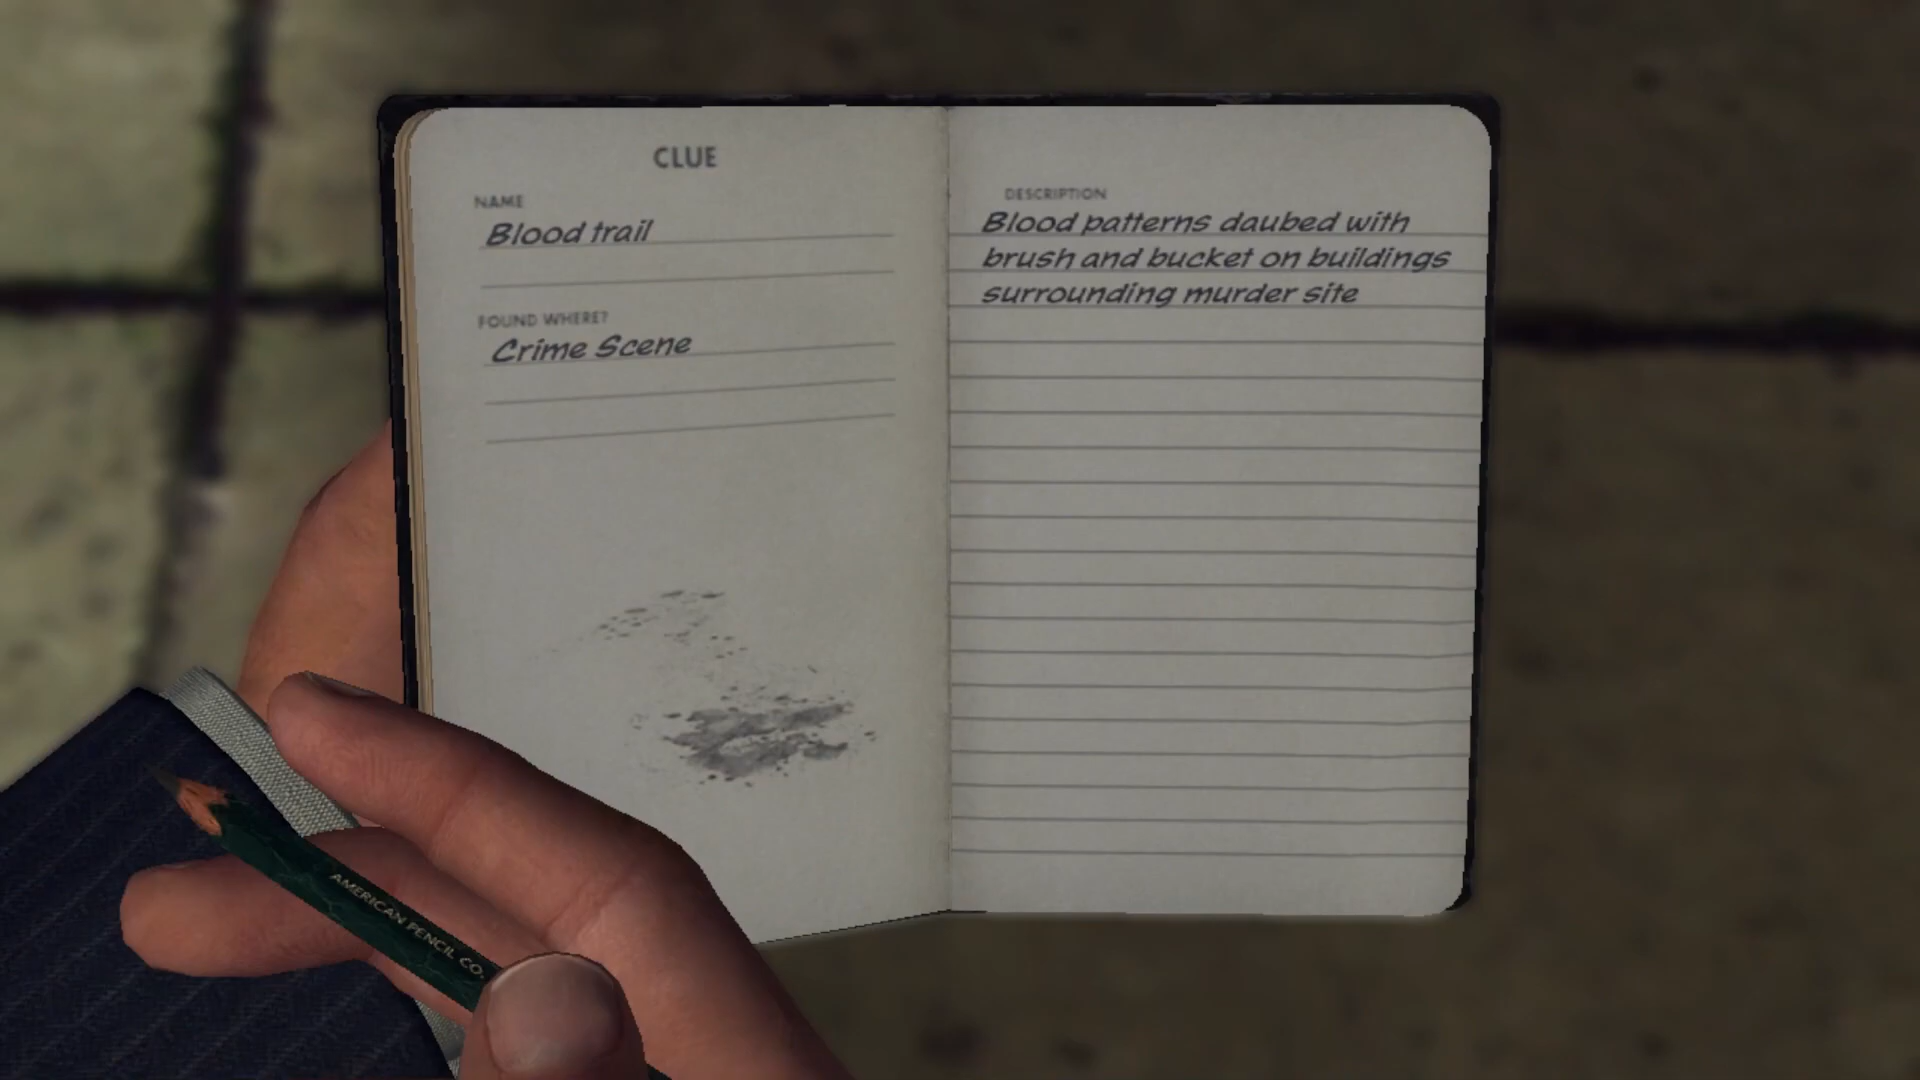 CLUE
NAME
Blood trail
FOUND WHERE?
Crime Scene
DESCRIPTION
Blood patterns daubed with
brush and bucket on buildings
surrounding murder site
AMERICAN PENCIL CO.